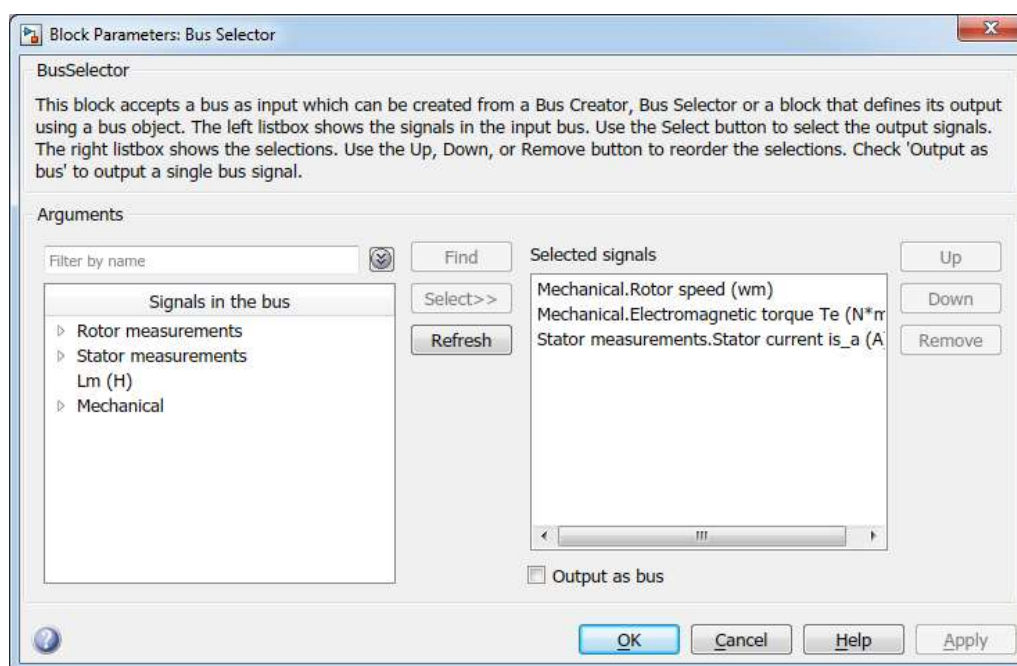 Block Parameters: Bus Selector
X
BusSelector
This block accepts a bus as input which can be created from a Bus Creator, Bus Selector or a block that defines its output
using a bus object. The left listbox shows the signals in the input bus. Use the Select button to select the output signals.
The right listbox shows the selections. Use the Up, Down, or Remove button to reorder the selections. Check 'Output as
bus' to output a single bus signal.
Arguments
Filter by name
Find
Selected signals
Up
Signals in the bus
Select>>
Mechanical.Rotor speed (wm)
Down
Rotor measurements
Mechanical.Electromagnetic torque Te (N*m
Stator measurements
Refresh
Stator measurements.Stator current is_a (A
Remove
Lm (H)
Mechanical
Output as bus
?
OK
Cancel
Help
Apply